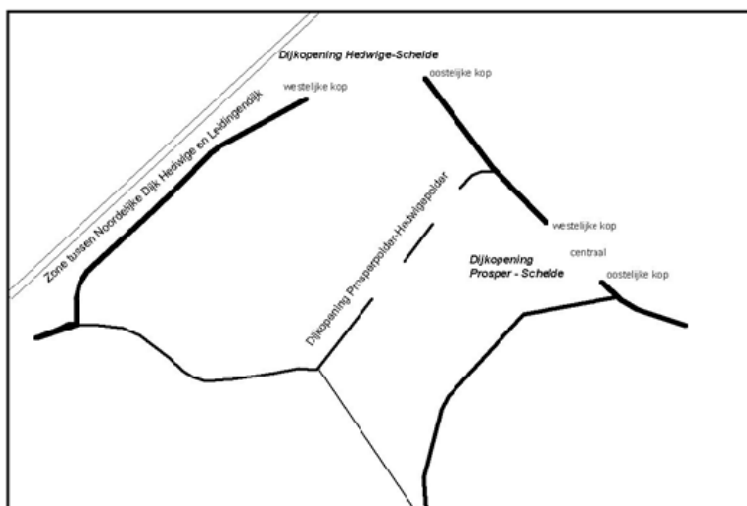 Dijkopening Hedwige-Schelde
oostelijke kop
westelijke kop
Zone tussen Noordelijke Dijk Hedwige en Leidingendijk
Dijkopening Prosperpolder-Hedwigepolder
westelijke kop
centraal
Dijkopening
Prosper - Schelde
oostelijke kop